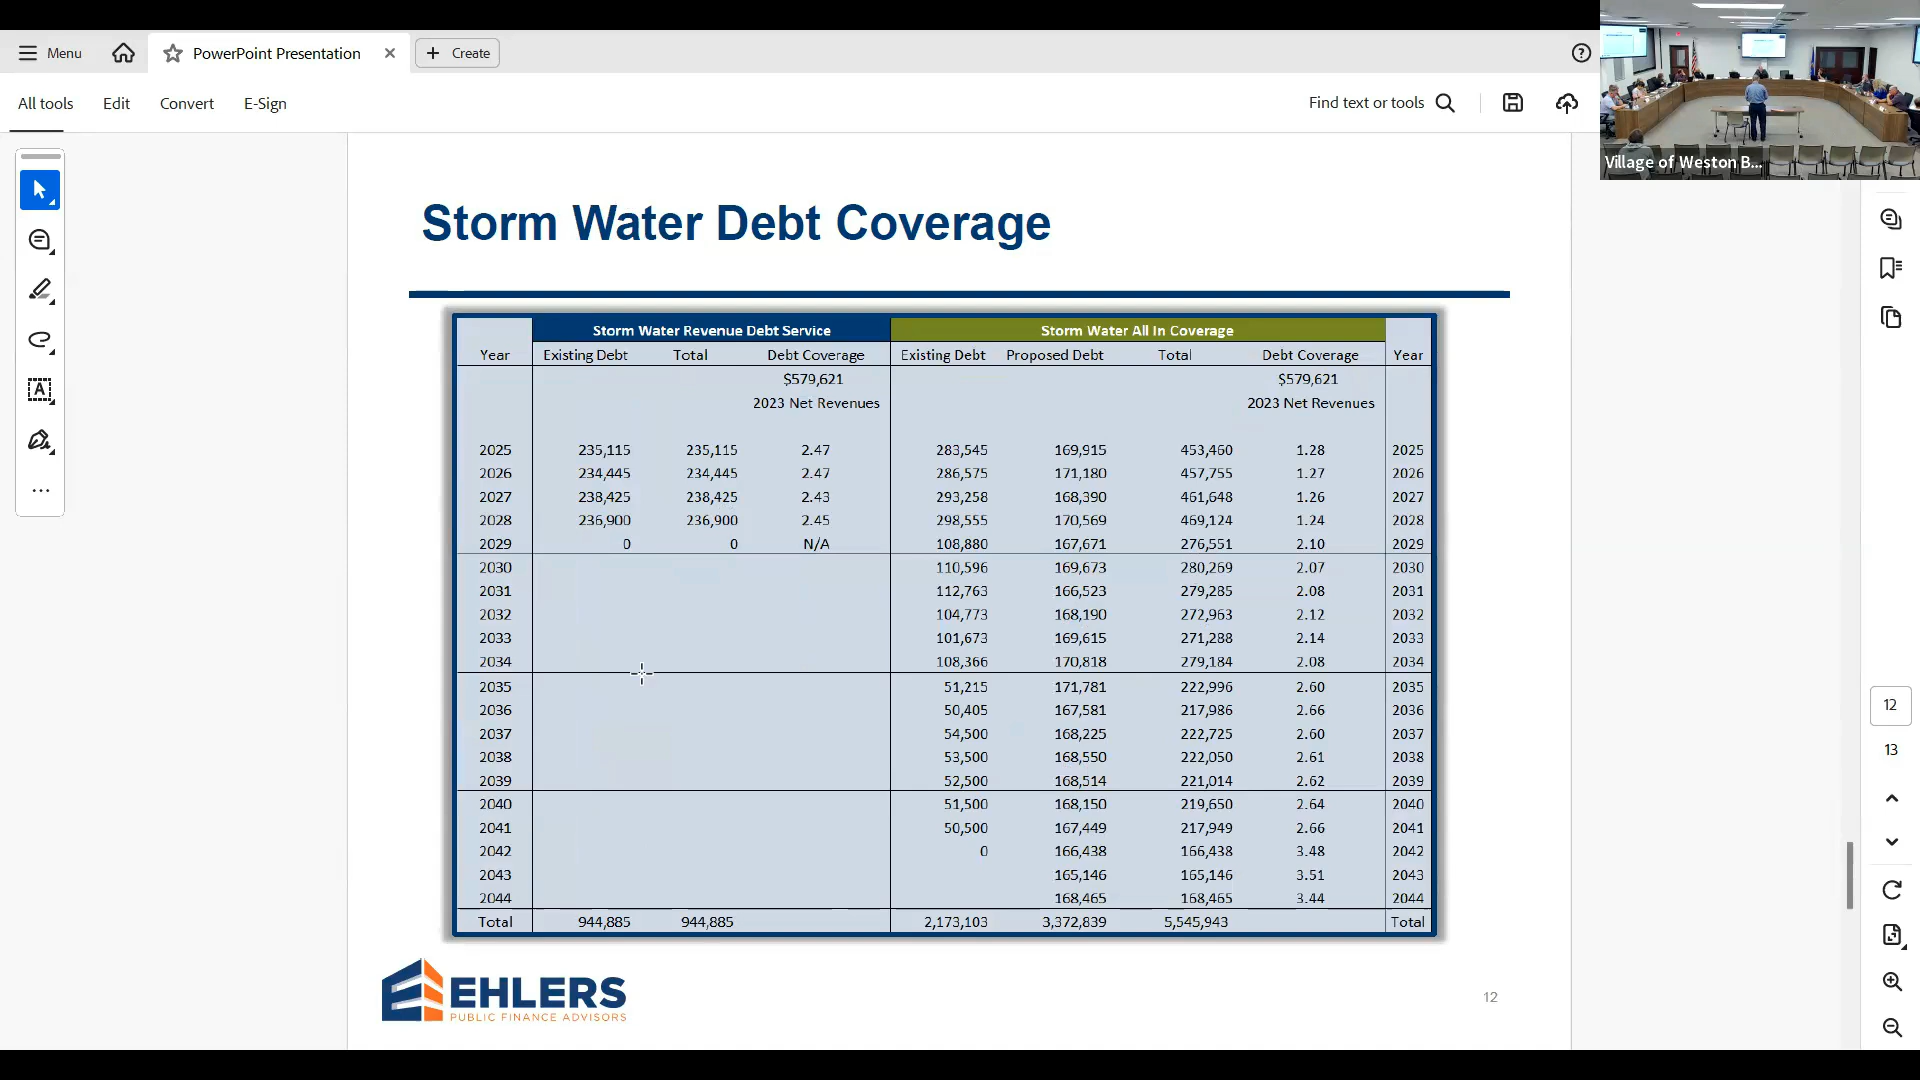 Menu
PowerPoint Presentation
Create
All tools
Edit
Convert
E-Sign
Find text or tools
Village of Weston B...
Storm Water Debt Coverage
Storm Water Revenue Debt Service Storm Water All In Coverage
Year Existing Debt Total Debt Coverage Existing Debt Proposed Debt Total Debt Coverage Year
$579,621 $579,621
2023 Net Revenues 2023 Net Revenues
2025 235,115 235,115 2.47 283,545 169,915 453,460 1.28 2025
2026 234,445 234,445 2.47 286,575 171,180 457,755 1.27 2026
2027 238,425 238,425 2.43 293,258 168,390 461,648 1.26 2027
2028 236,900 236,900 2.45 298,555 170,569 469,124 1.24 2028
2029 0 0 N/A 108,880 167,671 276,551 2.10 2029
2030 110,596 169,673 280,269 2.07 2030
2031 112,763 166,523 279,285 2.08 2031
2032 104,773 168,190 272,963 2.12 2032
2033 101,673 169,615 271,288 2.14 2033
2034 108,366 170,818 279,184 2.08 2034
2035 51,215 171,781 222,996 2.60 2035
2036 50,405 167,581 217,986 2.66 2036
2037 54,500 168,225 222,725 2.60 2037
2038 53,500 168,550 222,050 2.61 2038
2039 52,500 168,514 221,014 2.62 2039
2040 51,500 168,150 219,650 2.64 2040
2041 50,500 167,449 217,949 2.66 2041
2042 0 166,438 166,438 3.48 2042
2043 165,146 165,146 3.51 2043
2044 168,465 168,465 3.44 2044
Total 944,885 944,885 2,173,103 3,372,839 5,545,943 Total
EHLERS
PUBLIC FINANCE ADVISORS
12
12
13